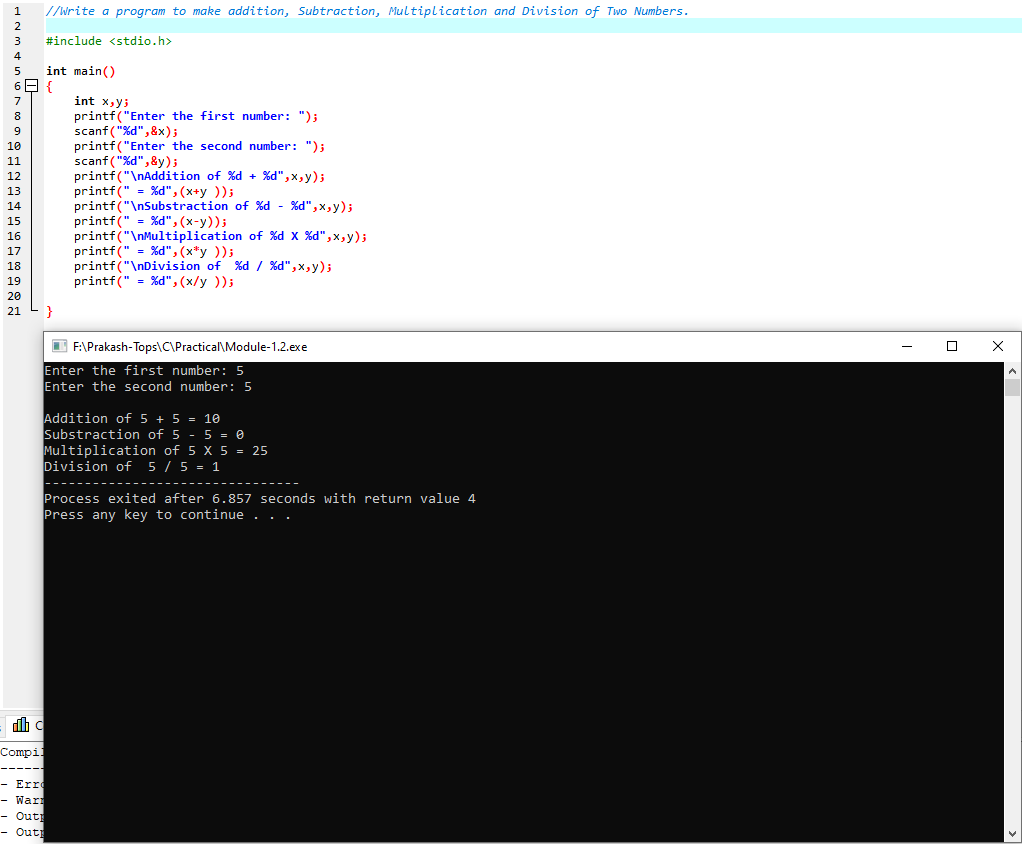 1 //Write a program to make addition, Subtraction, Multiplication and Division of Two Numbers.
2
3 #include <stdio.h>
4
5 int main()
6 {
7 int x,y;
8 printf("Enter the first number: ");
9 scanf("%d",&x);
10 printf("Enter the second number: ");
11 scanf("%d",&y);
12 printf("\nAddition of %d + %d",x,y);
13 printf(" = %d",(x+y ));
14 printf("\nSubstraction of %d - %d",x,y);
15 printf(" = %d",(x-y));
16 printf("\nMultiplication of %d X %d",x,y);
17 printf(" = %d",(x*y ));
18 printf("\nDivision of  %d / %d",x,y);
19 printf(" = %d",(x/y ));
20
21 }
F:\Prakash-Tops\C\Practical\Module-1.2.exe
Enter the first number: 5
Enter the second number: 5
Addition of 5 + 5 = 10
Substraction of 5 - 5 = 0
Multiplication of 5 X 5 = 25
Division of  5 / 5 = 1
--------------------------------
Process exited after 6.857 seconds with return value 4
Press any key to continue . . .
C
Compil
------
- Erro
- Warn
- Outp
- Outp